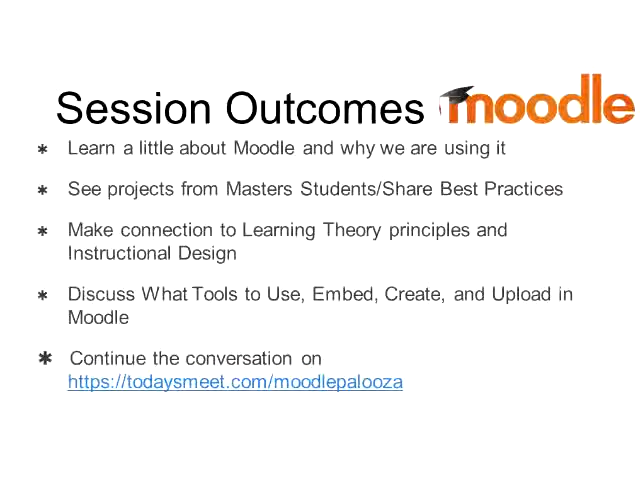 Session Outcomes moodle
* Learn a little about Moodle and why we are using it
* See projects from Masters Students/Share Best Practices
* Make connection to Learning Theory principles and
Instructional Design
* Discuss What Tools to Use, Embed, Create, and Upload in
Moodle
* Continue the conversation on
https://todaysmeet.com/moodlepalooza